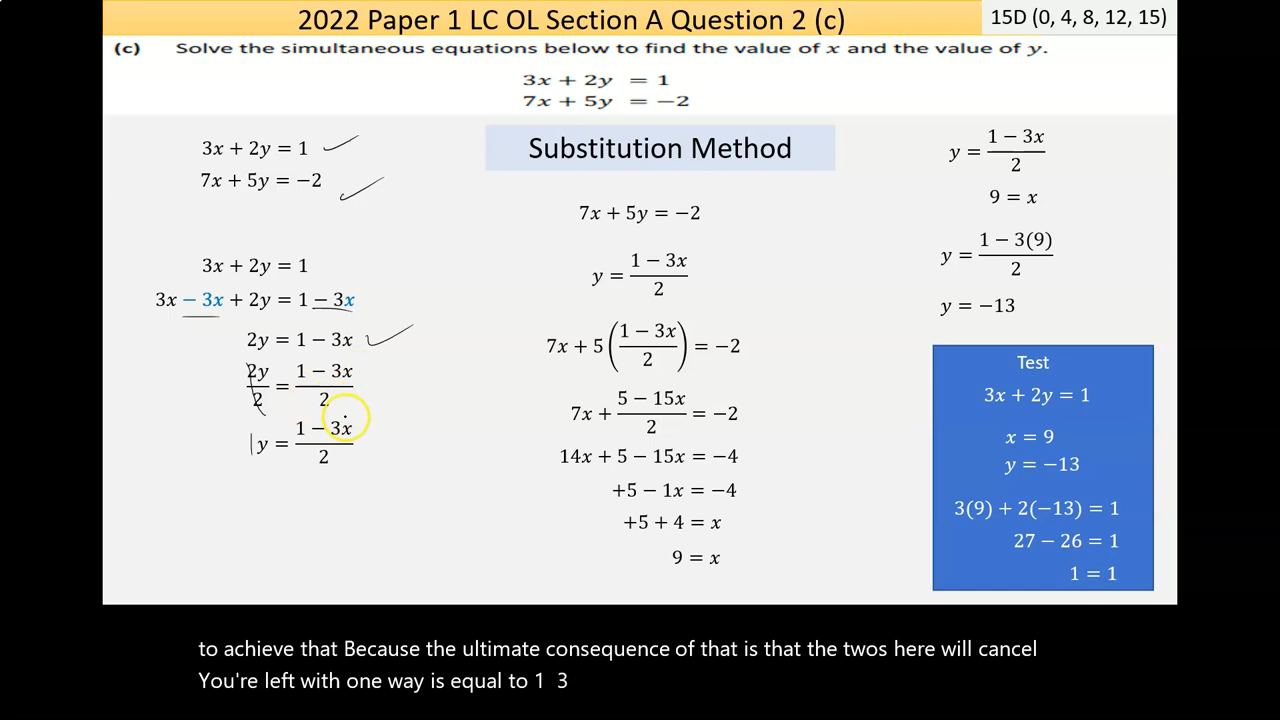 2022 Paper 1 LC OL Section A Question 2 (c)
15D (0, 4, 8, 12, 15)
(c) Solve the simultaneous equations below to find the value of x and the value of y.
3x + 2y = 1
7x + 5y = −2
3x + 2y = 1
7x + 5y = −2
3x + 2y = 1
3x − 3x + 2y = 1 − 3x
2y = 1 − 3x
2y/2 = (1 − 3x)/2
1y = (1 − 3x)/2
Substitution Method
7x + 5y = −2
y = (1 − 3x)/2
7x + 5((1 − 3x)/2) = −2
7x + (5 − 15x)/2 = −2
14x + 5 − 15x = −4
+5 − 1x = −4
+5 + 4 = x
9 = x
y = (1 − 3x)/2
9 = x
y = (1 − 3(9))/2
y = −13
Test
3x + 2y = 1
x = 9
y = −13
3(9) + 2(−13) = 1
27 − 26 = 1
1 = 1
to achieve that Because the ultimate consequence of that is that the twos here will cancel
You're left with one way is equal to 1 3